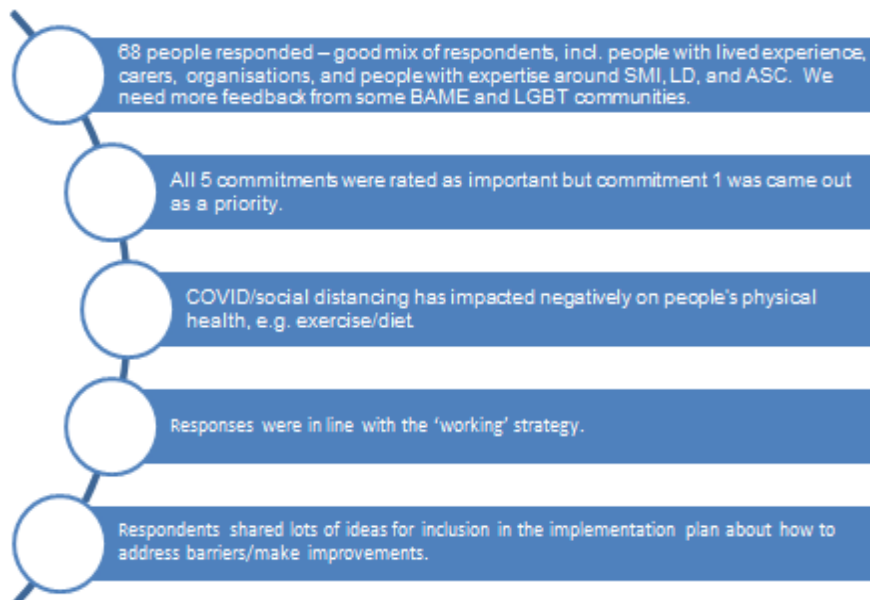 68 people responded – good mix of respondents, incl. people with lived experience,
carers, organisations, and people with expertise around SMI, LD, and ASC. We
need more feedback from some BAME and LGBT communities.
All 5 commitments were rated as important but commitment 1 was came out
as a priority.
COVID/social distancing has impacted negatively on people's physical
health, e.g. exercise/diet.
Responses were in line with the ‘working’ strategy.
Respondents shared lots of ideas for inclusion in the implementation plan about how to
address barriers/make improvements.